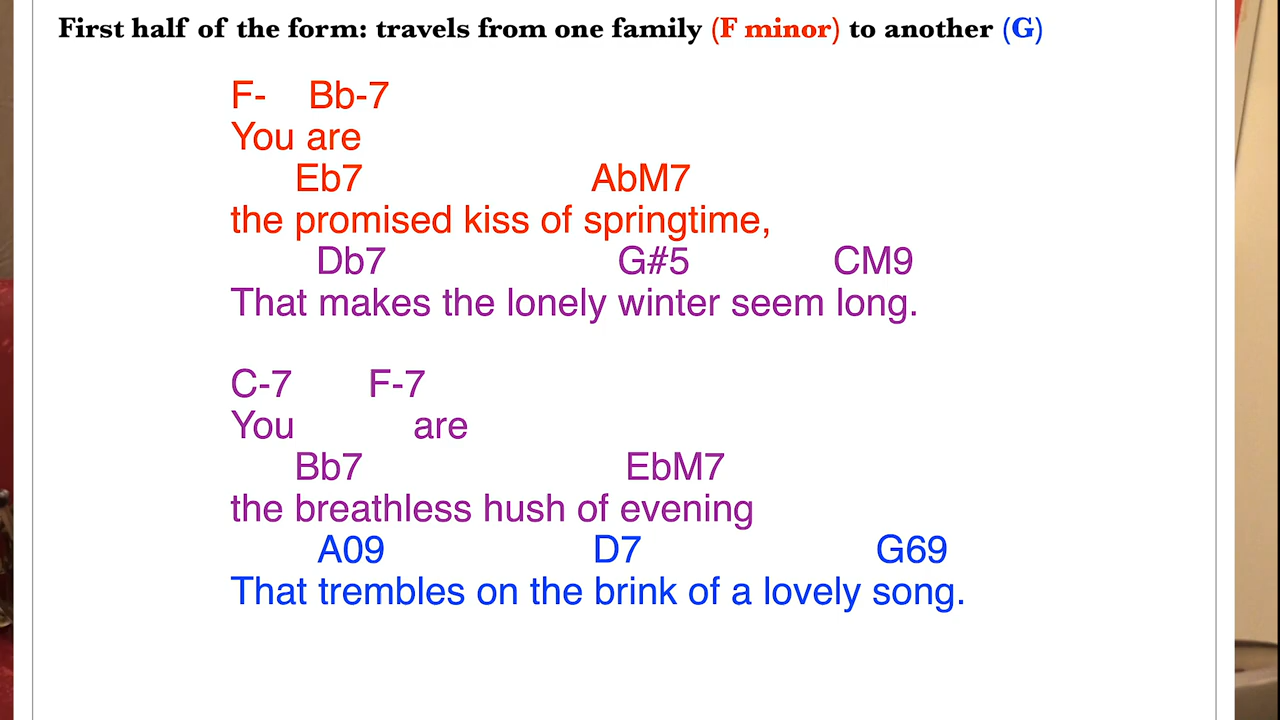 First half of the form: travels from one family (F minor) to another (G)
F- Bb-7
You are
Eb7 AbM7
the promised kiss of springtime,
Db7 G#5 CM9
That makes the lonely winter seem long.
C-7 F-7
You are
Bb7 EbM7
the breathless hush of evening
A09 D7 G69
That trembles on the brink of a lovely song.